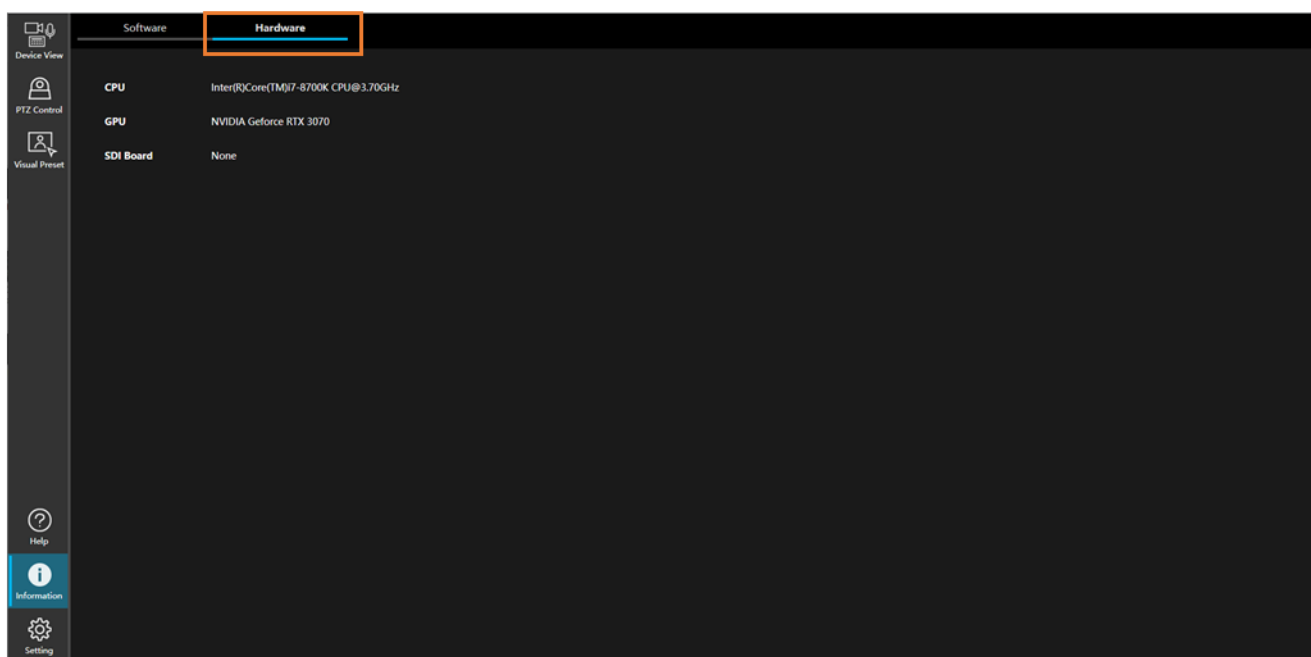 Device View
PTZ Control
Visual Preset
Help
Information
Setting
Software Hardware
CPU Inter(R)Core(TM)i7-8700K CPU@3.70GHz
GPU NVIDIA Geforce RTX 3070
SDI Board None